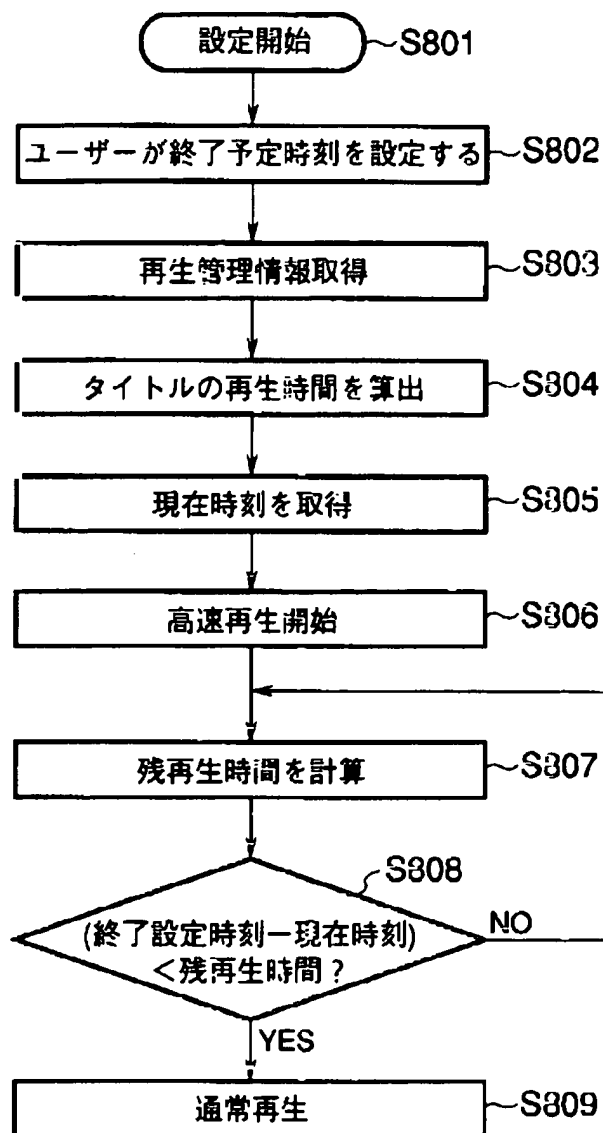 設定開始 S801
ユーザーが終了予定時刻を設定する S802
再生管理情報取得 S803
タイトルの再生時間を算出 S804
現在時刻を取得 S805
高速再生開始 S806
残再生時間を計算 S807
S808
(終了設定時刻ー現在時刻)
<残再生時間?
NO
YES
通常再生 S809